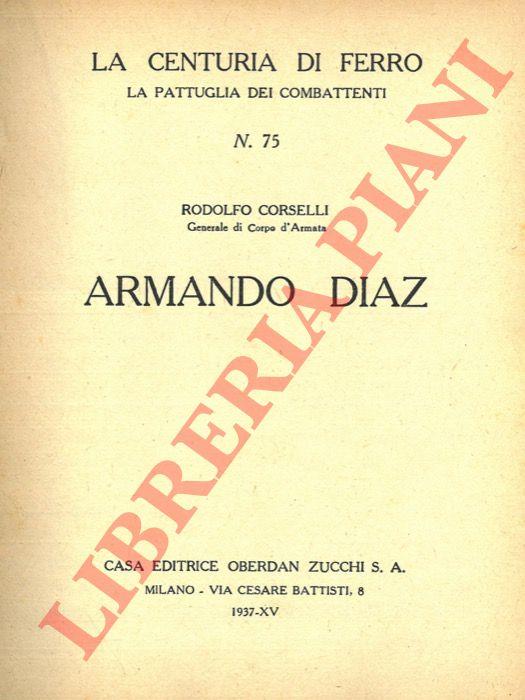 LA CENTURIA DI FERRO
LA PATTUGLIA DEI COMBATTENTI
N. 75
RODOLFO CORSELLI
Generale di Corpo d'Armata
ARMANDO DIAZ
CASA EDITRICE OBERDAN ZUCCHI S. A.
MILANO - VIA CESARE BATTISTI, 8
1937-XV
LIBRERIA PIANI